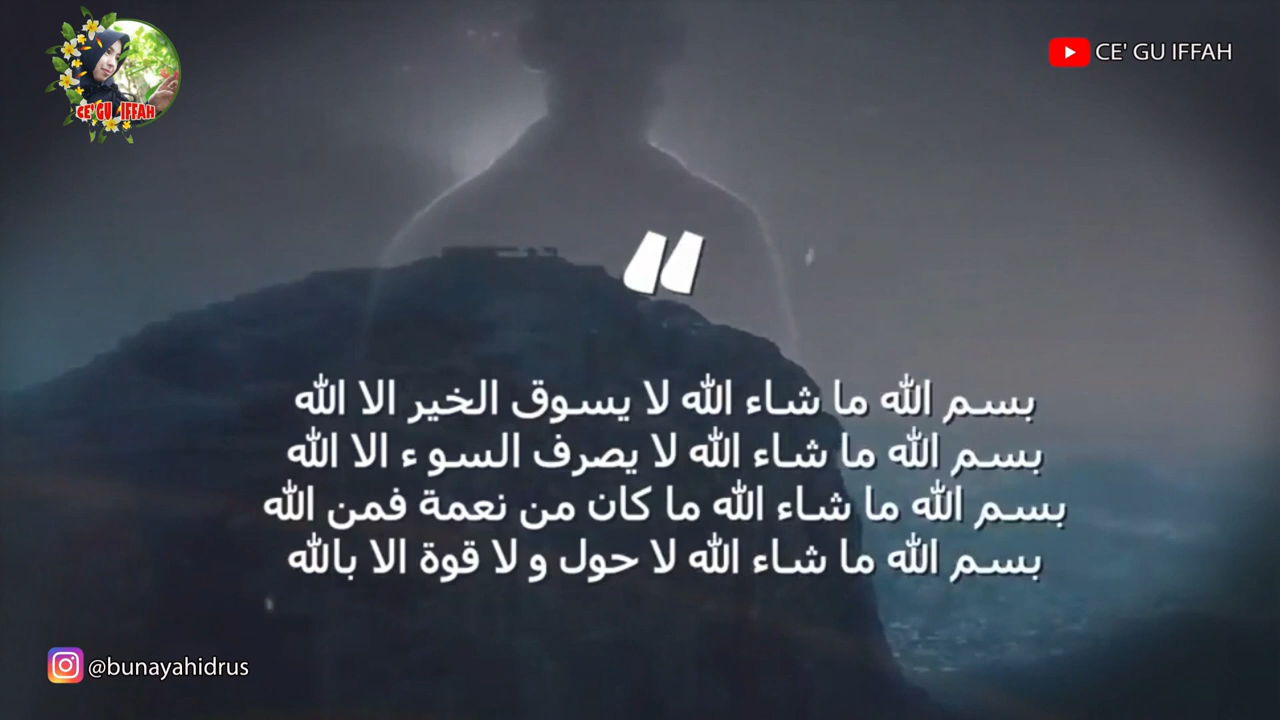 CE' GU IFFAH
CE' GU IFFAH
"
بسم الله ما شاء الله لا يسوق الخير الا الله
بسم الله ما شاء الله لا يصرف السو ء الا الله
بسم الله ما شاء الله ما كان من نعمة فمن الله
بسم الله ما شاء الله لا حول و لا قوة الا بالله
@bunayahidrus